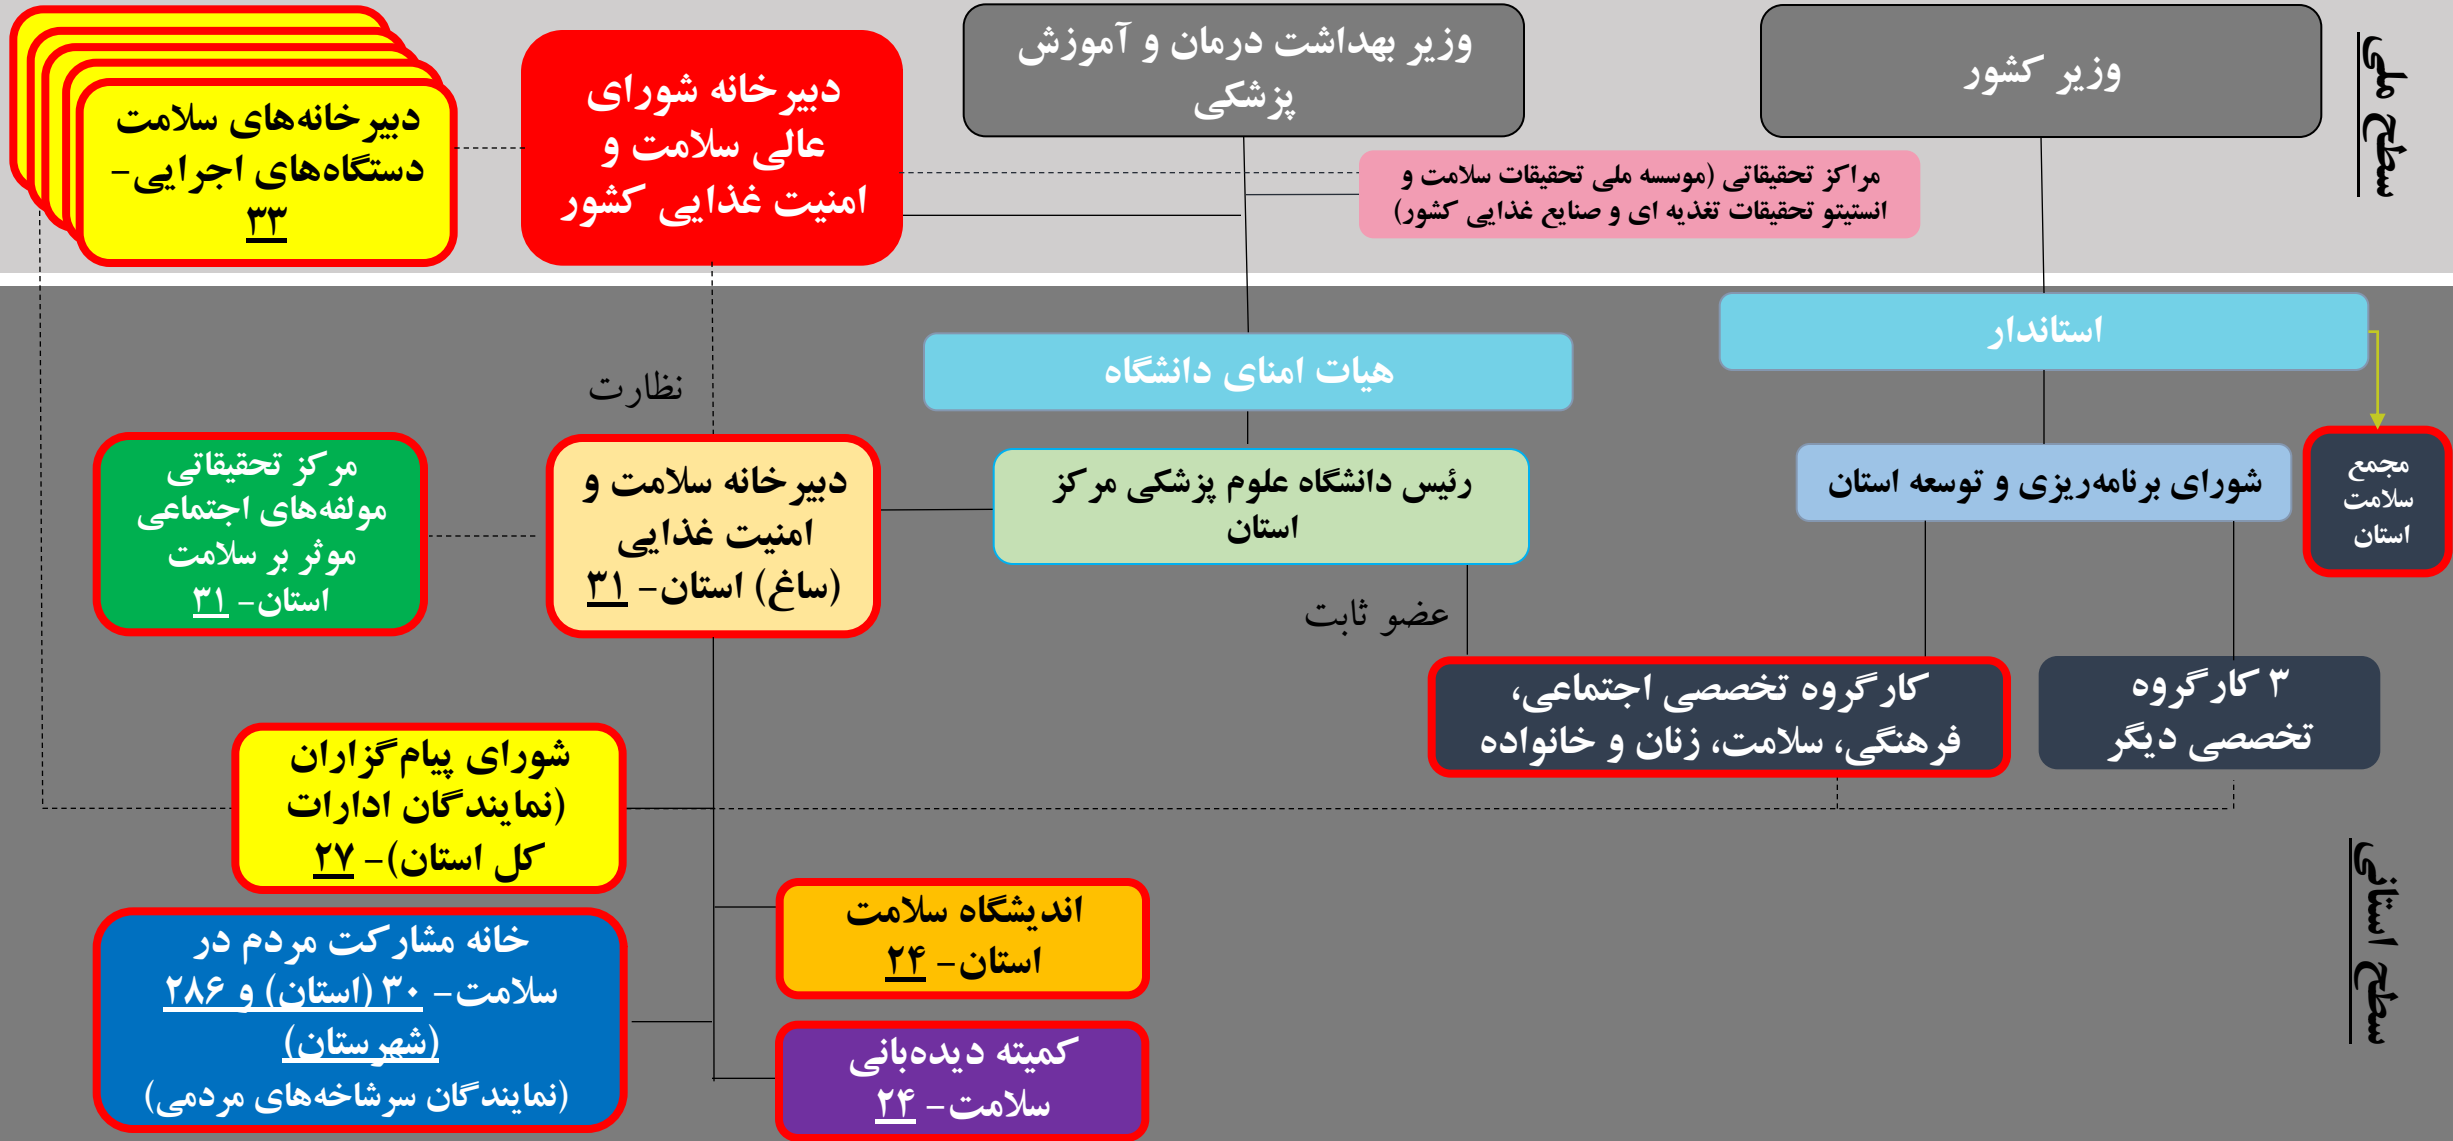 سطح ملی
وزیر کشور
وزیر بهداشت درمان و آموزش
پزشکی
دبیرخانه شورای
عالی سلامت و
امنیت غذایی کشور
دبیرخانه‌های سلامت
دستگاه‌های اجرایی-
۳۳
مراکز تحقیقاتی (موسسه ملی تحقیقات سلامت و
انستیتو تحقیقات تغذیه ای و صنایع غذایی کشور)
استاندار
هیات امنای دانشگاه
نظارت
مجمع
سلامت
استان
شورای برنامه‌ریزی و توسعه استان
رئیس دانشگاه علوم پزشکی مرکز
استان
دبیرخانه سلامت و
امنیت غذایی
(ساغ) استان- ۳۱
مرکز تحقیقاتی
مولفه‌های اجتماعی
موثر بر سلامت
استان- ۳۱
عضو ثابت
۳ کارگروه
تخصصی دیگر
کارگروه تخصصی اجتماعی،
فرهنگی، سلامت، زنان و خانواده
شورای پیام‌گزاران
(نمایندگان ادارات
کل استان)- ۲۷
سطح استانی
اندیشگاه سلامت
استان- ۲۴
خانه مشارکت مردم در
سلامت- ۳۰ (استان) و ۲۸۶
(شهرستان)
(نمایندگان سرشاخه‌های مردمی)
کمیته دیده‌بانی
سلامت- ۲۴